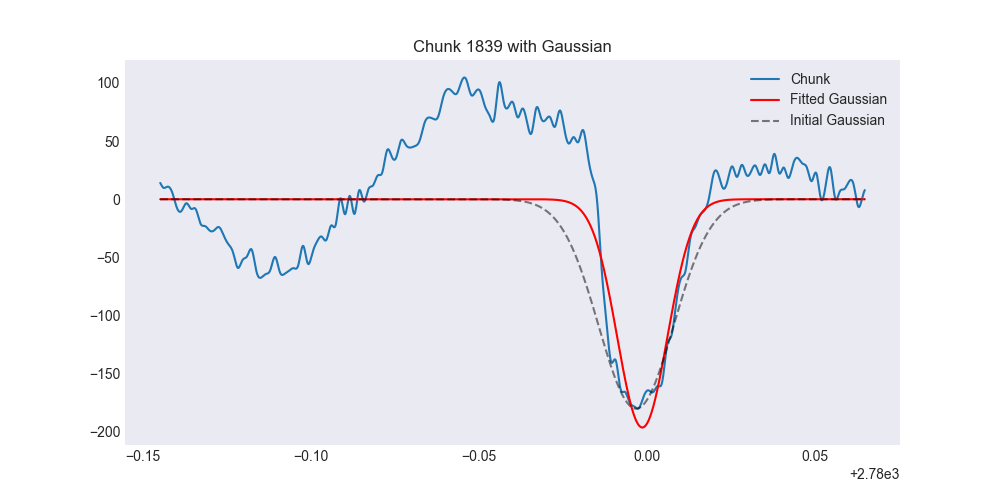 Chunk 1839 with Gaussian
Chunk
Fitted Gaussian
Initial Gaussian
100
50
0
−50
−100
−150
−200
−0.15 −0.10 −0.05 0.00 0.05
+2.78e3